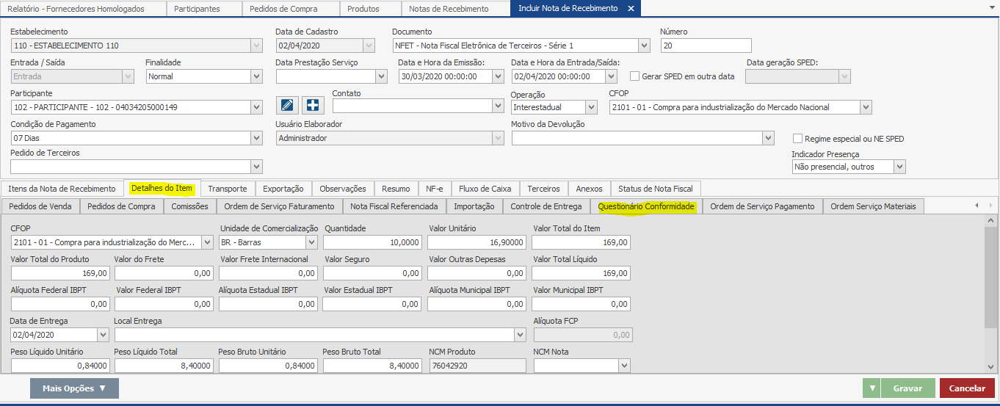 Relatório - Fornecedores Homologados Participantes Pedidos de Compra Produtos Notas de Recebimento Incluir Nota de Recebimento ✕
Estabelecimento Data de Cadastro Documento Número
110 - ESTABELECIMENTO 110 02/04/2020 NFET - Nota Fiscal Eletrônica de Terceiros - Série 1 20
Entrada / Saída Finalidade Data Prestação Serviço Data e Hora da Emissão: Data e Hora da Entrada/Saída: Data geração SPED:
Entrada Normal 30/03/2020 00:00:00 02/04/2020 00:00:00 Gerar SPED em outra data
Participante Contato Operação CFOP
102 - PARTICIPANTE - 102 - 04034205000149 Interestadual 2101 - 01 - Compra para industrialização do Mercado Nacional
Condição de Pagamento Usuário Elaborador Motivo da Devolução
07 Dias Administrador Regime especial ou NE SPED
Pedido de Terceiros Indicador Presença
Não presencial, outros
Itens da Nota de Recebimento Detalhes do Item Transporte Exportação Observações Resumo NF-e Fluxo de Caixa Terceiros Anexos Status de Nota Fiscal
Pedidos de Venda Pedidos de Compra Comissões Ordem de Serviço Faturamento Nota Fiscal Referenciada Importação Controle de Entrega Questionário Conformidade Ordem de Serviço Pagamento Ordem Serviço Materiais
CFOP Unidade de Comercialização Quantidade Valor Unitário Valor Total do Item
2101 - 01 - Compra para industrialização do Merc... BR - Barras 10,0000 16,90000 169,00
Valor Total do Produto Valor do Frete Valor Frete Internacional Valor Seguro Valor Outras Depesas Valor Total Líquido
169,00 0,00 0,00 0,00 0,00 169,00
Alíquota Federal IBPT Valor Federal IBPT Alíquota Estadual IBPT Valor Estadual IBPT Alíquota Municipal IBPT Valor Municipal IBPT
0,00 0,00 0,00 0,00 0,00 0,00
Data de Entrega Local Entrega Alíquota FCP
02/04/2020 0,00
Peso Líquido Unitário Peso Líquido Total Peso Bruto Unitário Peso Bruto Total NCM Produto NCM Nota
0,84000 8,40000 0,84000 8,40000 76042920
Mais Opções ▼ ▼ Gravar Cancelar